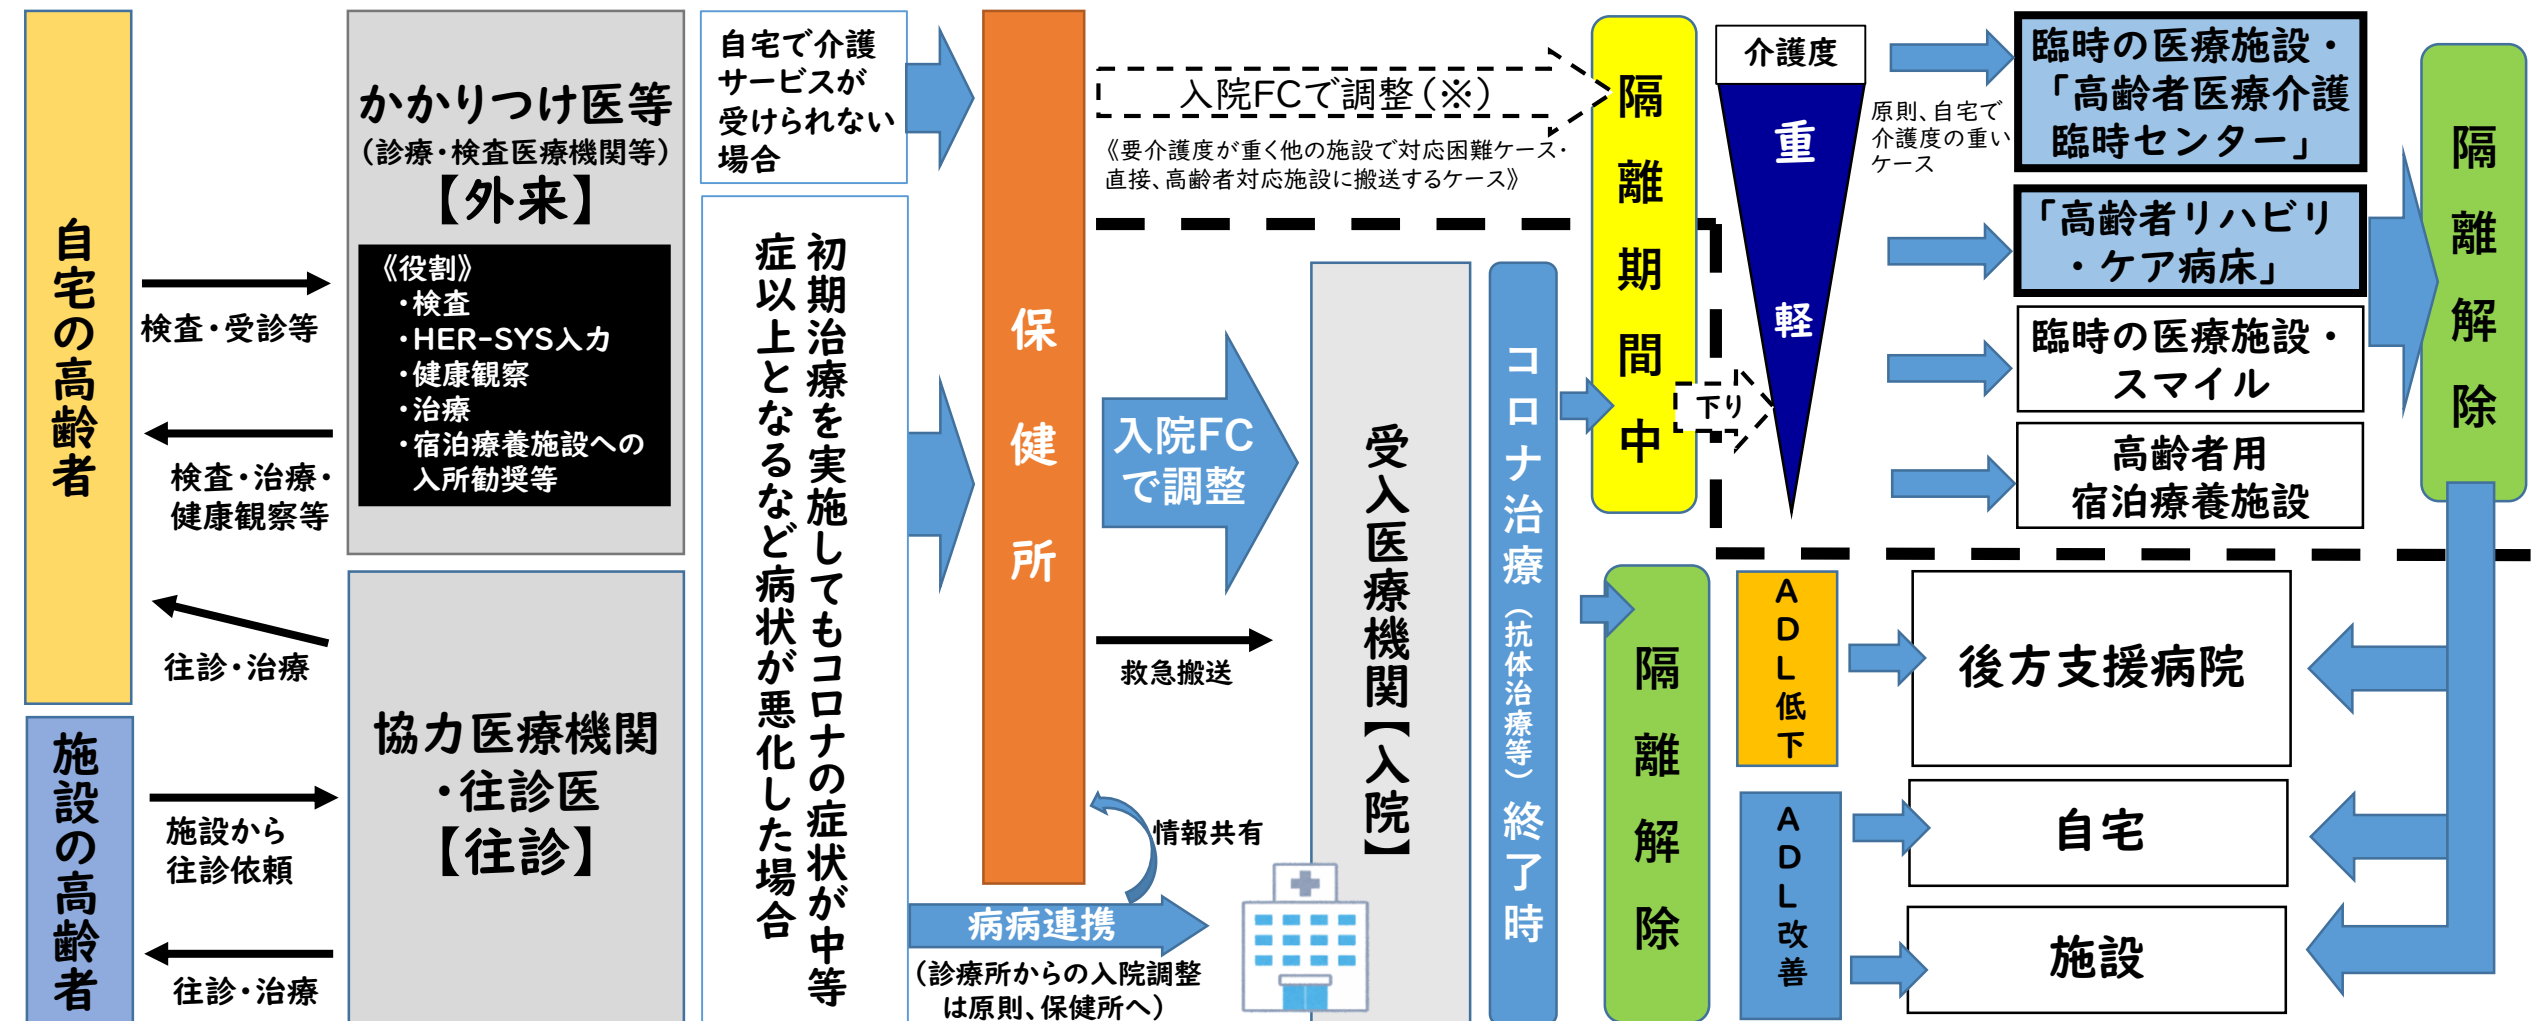 自宅の高齢者
施設の高齢者
検査・受診等
検査・治療・
健康観察等
往診・治療
施設から
往診依頼
往診・治療
かかりつけ医等
（診療・検査医療機関等）
【外来】
《役割》
・検査
・HER-SYS入力
・健康観察
・治療
・宿泊療養施設への
入所勧奨等
協力医療機関
・往診医
【往診】
自宅で介護
サービスが
受けられない
場合
初期治療を実施してもコロナの症状が中等
症以上となるなど病状が悪化した場合
保健所
入院FCで調整（※）
《要介護度が重く他の施設で対応困難ケース・
直接、高齢者対応施設に搬送するケース》
入院FC
で調整
救急搬送
情報共有
病病連携
（診療所からの入院調整
は原則、保健所へ）
受入医療機関【入院】
コロナ治療（抗体治療等）終了時
隔離期間中
下り
隔離解除
介護度
重
軽
原則、自宅で
介護度の重い
ケース
臨時の医療施設・
「高齢者医療介護
臨時センター」
「高齢者リハビリ
・ケア病床」
臨時の医療施設・
スマイル
高齢者用
宿泊療養施設
隔離解除
ADL低下
ADL改善
後方支援病院
自宅
施設